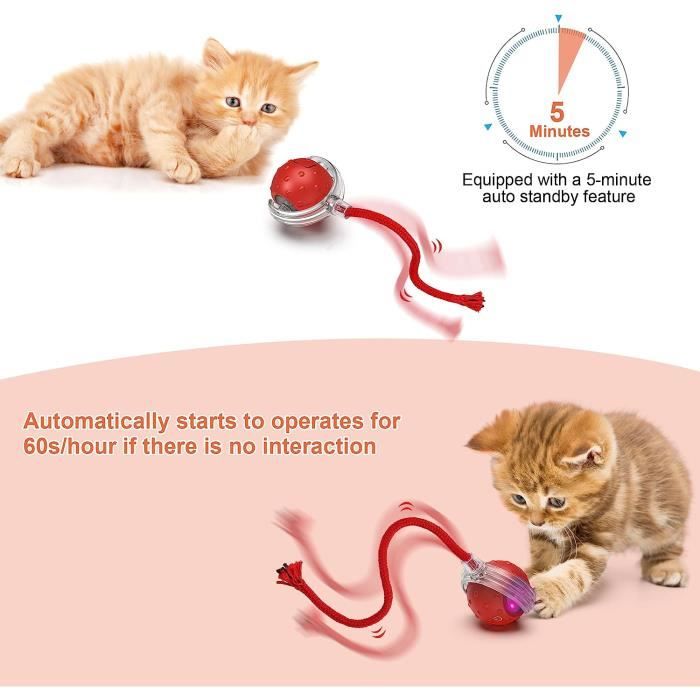 5
Minutes
Equipped with a 5-minute
auto standby feature
Automatically starts to operates for
60s/hour if there is no interaction